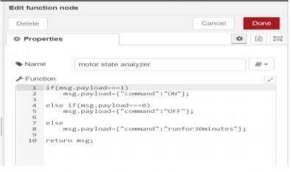 Edit function node
Delete
Cancel
Done
Properties
Name
motor state analyzer
Function
1 if(msg.payload===1)
2 msg.payload={"command":"ON"};
3
4 else if(msg.payload===0)
5 msg.payload={"command":"OFF"};
6
7 else
8 msg.payload={"command":"runfor30minutes"};
9
10 return msg;